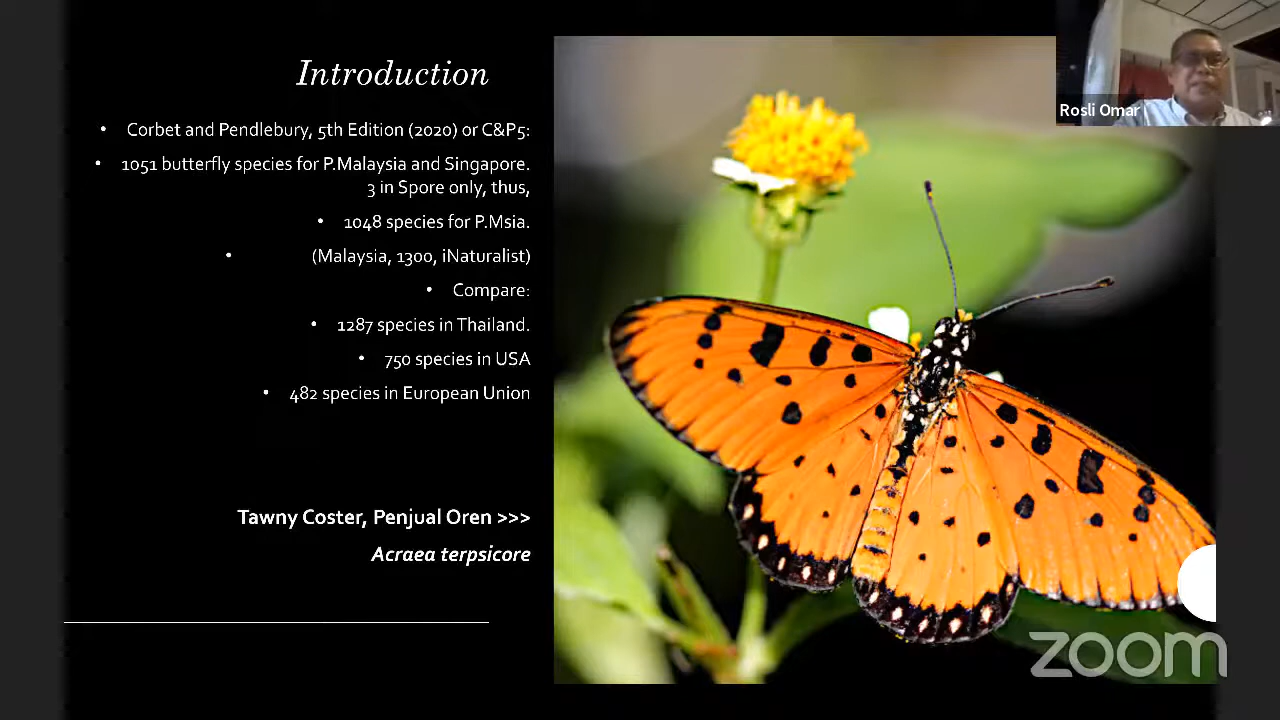 Introduction
• Corbet and Pendlebury, 5th Edition (2020) or C&P5:
• 1051 butterfly species for P.Malaysia and Singapore.
3 in Spore only, thus,
• 1048 species for P.Msia.
• (Malaysia, 1300, iNaturalist)
• Compare:
• 1287 species in Thailand.
• 750 species in USA
• 482 species in European Union
Tawny Coster, Penjual Oren >>>
Acraea terpsicore
Rosli Omar
zoom